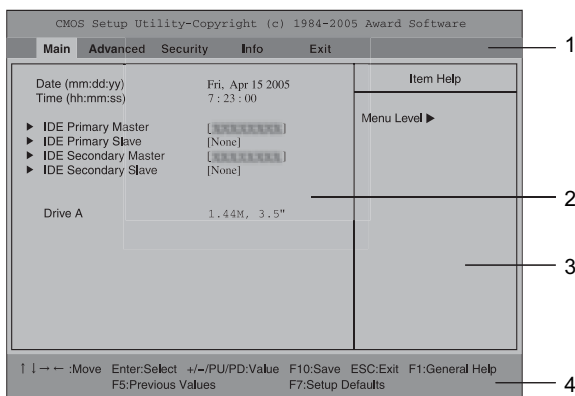 CMOS Setup Utility-Copyright (c) 1984-2005 Award Software
Main Advanced Security Info Exit
1
Date (mm:dd:yy) Fri, Apr 15 2005
Time (hh:mm:ss) 7 : 23 : 00
▶ IDE Primary Master [ ]
▶ IDE Primary Slave [None]
▶ IDE Secondary Master [ ]
▶ IDE Secondary Slave [None]
Drive A 1.44M, 3.5"
Item Help
Menu Level ▶
2
3
↑ ↓ → ← :Move Enter:Select +/–/PU/PD:Value F10:Save ESC:Exit F1:General Help
F5:Previous Values F7:Setup Defaults
4